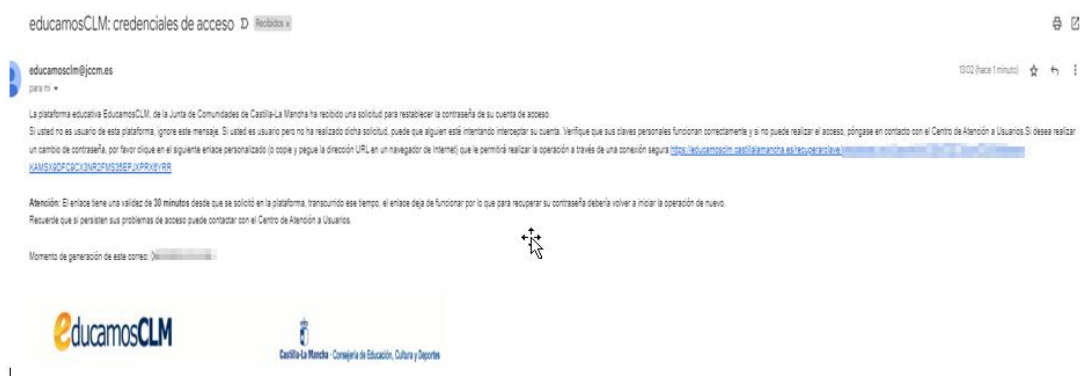 educamosCLM: credenciales de acceso Recibidos x
educamosclm@jccm.es
13:02 (hace 1 minuto)
para mí
La plataforma educativa EducamosCLM, de la Junta de Comunidades de Castilla-La Mancha ha recibido una solicitud para restablecer la contraseña de su cuenta de acceso.
Si usted no es usuario de esta plataforma, ignore este mensaje. Si usted es usuario pero no ha realizado dicha solicitud, puede que alguien esté intentando interceptar su cuenta. Verifique que sus claves personales funcionan correctamente y si no puede realizar el acceso, póngase en contacto con el Centro de Atención a Usuarios.Si desea realizar
un cambio de contraseña, por favor clique en el siguiente enlace personalizado (o copie y pegue la dirección URL en un navegador de Internet) que le permitirá realizar la operación a través de una conexión segura:https://educamosclm.castillalamancha.es/recuperarclave/
Atención: El enlace tiene una validez de 30 minutos desde que se solicitó en la plataforma, transcurrido ese tiempo, el enlace deja de funcionar por lo que para recuperar su contraseña debería volver a iniciar la operación de nuevo.
Recuerde que si persisten sus problemas de acceso puede contactar con el Centro de Atención a Usuarios.
Momento de generación de este correo:
educamosCLM
Castilla-La Mancha - Consejería de Educación, Cultura y Deportes